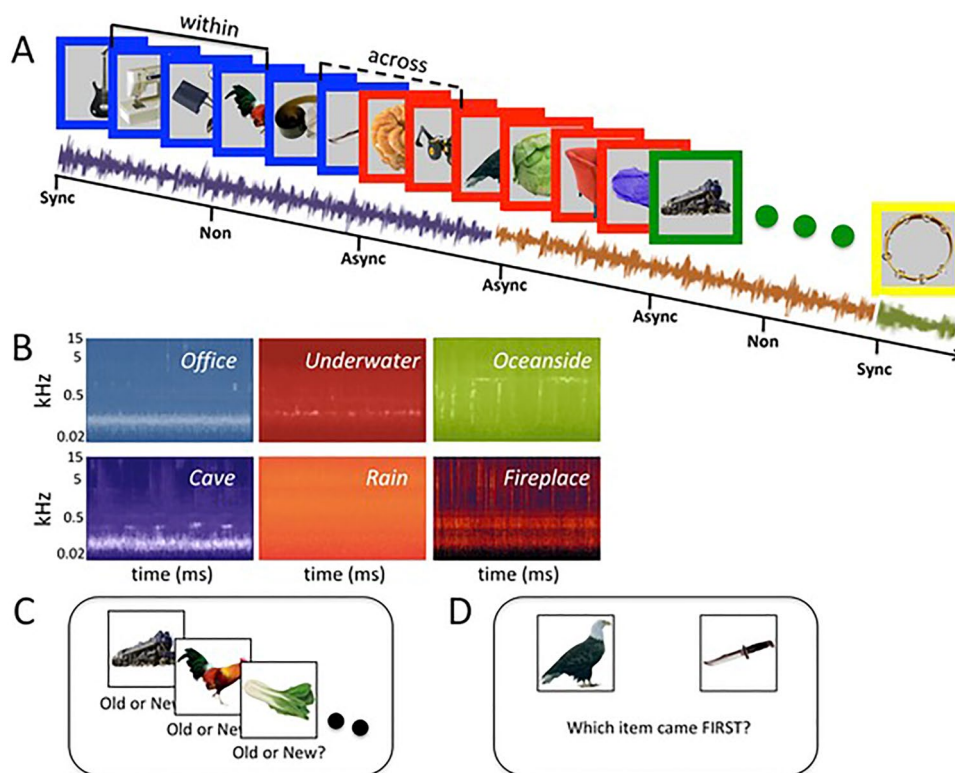 A
within
across
Sync
Non
Async
Async
Async
Non
Sync
B
kHz
15
5
0.5
0.02
Office
Underwater
Oceanside
kHz
15
5
0.5
0.02
Cave
Rain
Fireplace
time (ms)
time (ms)
time (ms)
C
Old or New
Old or New
Old or New?
D
Which item came FIRST?